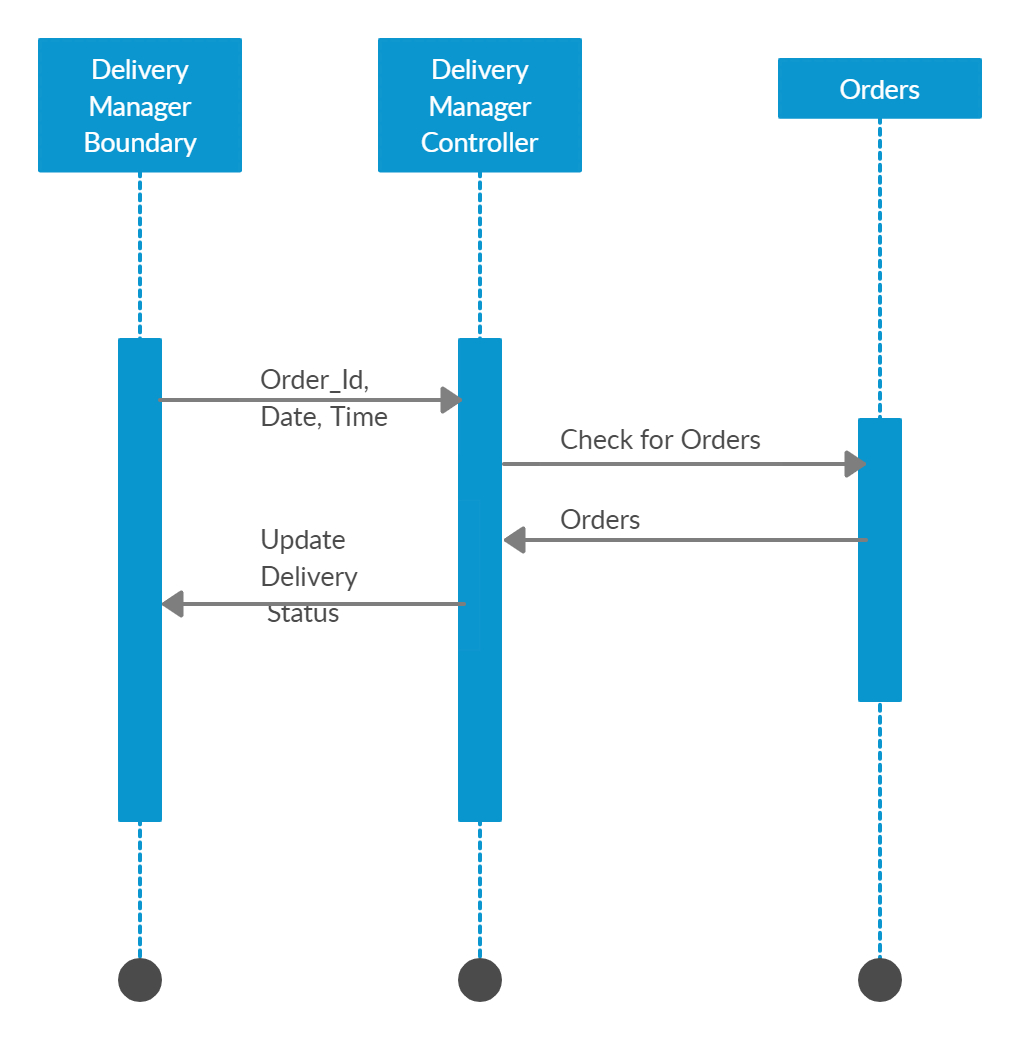 Delivery
Manager
Boundary
Delivery
Manager
Controller
Orders
Order_Id,
Date, Time
Check for Orders
Orders
Update
Delivery
Status